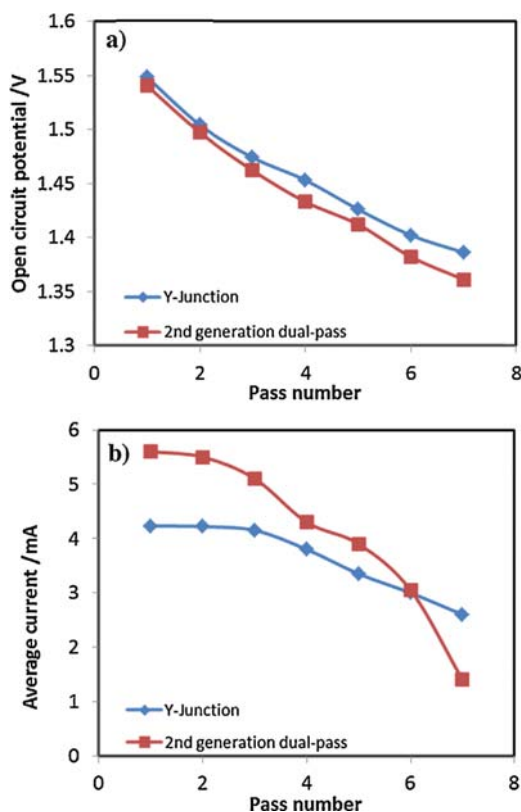 a)
Open circuit potential /V
1.6
1.55
1.5
1.45
1.4
1.35
1.3
Y-Junction
2nd generation dual-pass
0 2 4 6 8
Pass number
b)
Average current /mA
6
5
4
3
2
1
0
Y-Junction
2nd generation dual-pass
0 2 4 6 8
Pass number